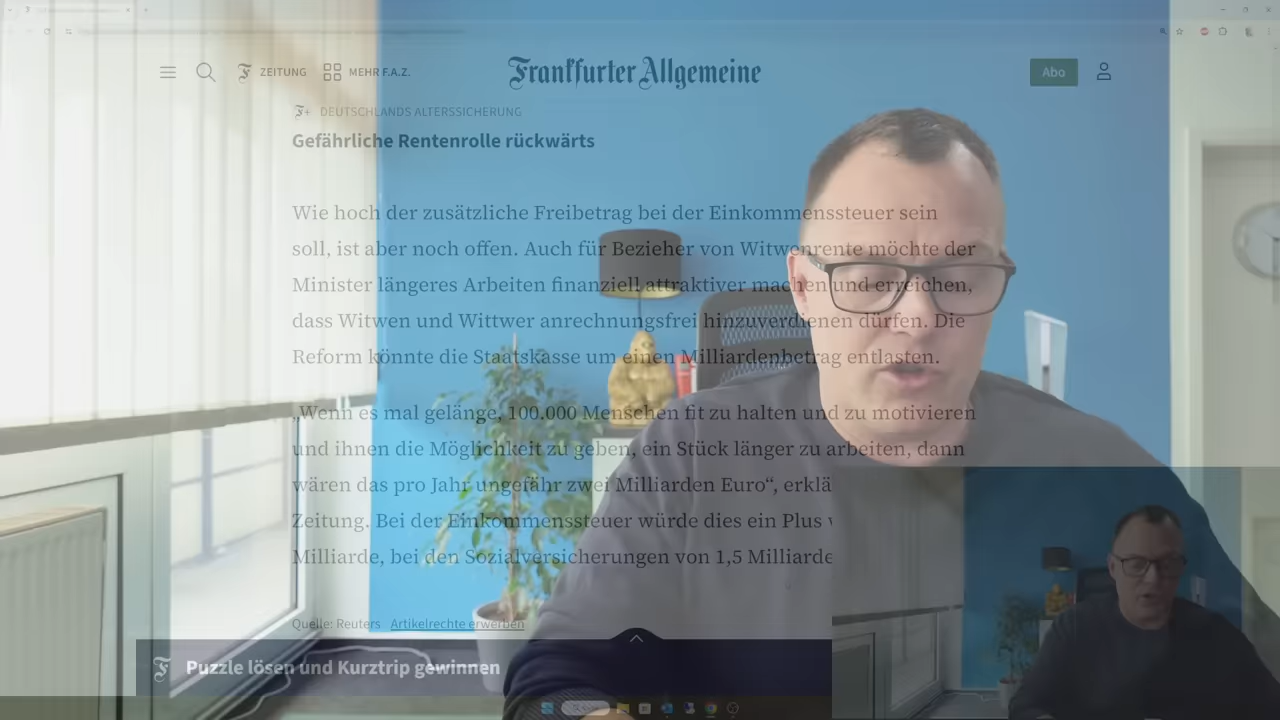 ZEITUNG
MEHR F.A.Z.
Frankfurter Allgemeine
Abo
F+ DEUTSCHLANDS ALTERSSICHERUNG
Gefährliche Rentenrolle rückwärts
Wie hoch der zusätzliche Freibetrag bei der Einkommenssteuer sein
soll, ist aber noch offen. Auch für Bezieher von Witwenrente möchte der
Minister längeres Arbeiten finanziell attraktiver machen und erreichen,
dass Witwen und Wittwer anrechnungsfrei hinzuverdienen dürfen. Die
Reform könnte die Staatskasse um einen Milliardenbetrag entlasten.
„Wenn es mal gelänge, 100.000 Menschen fit zu halten und zu motivieren
und ihnen die Möglichkeit zu geben, ein Stück länger zu arbeiten, dann
wären das pro Jahr ungefähr zwei Milliarden Euro“, erklä
Zeitung. Bei der Einkommenssteuer würde dies ein Plus
Milliarde, bei den Sozialversicherungen von 1,5 Milliarde
Quelle: Reuters Artikelrechte erwerben
Puzzle lösen und Kurztrip gewinnen